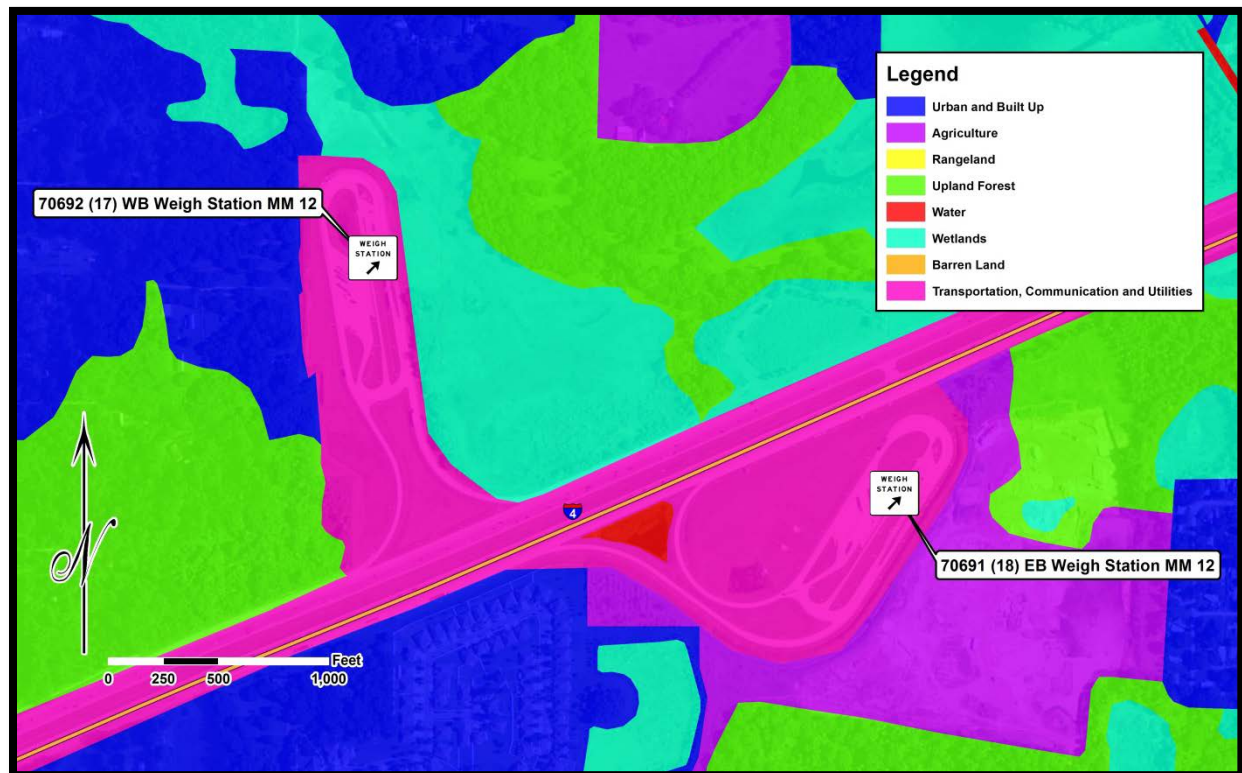 Legend
Urban and Built Up
Agriculture
Rangeland
Upland Forest
Water
Wetlands
Barren Land
Transportation, Communication and Utilities
70692 (17) WB Weigh Station MM 12
WEIGH
STATION
WEIGH
STATION
4
70691 (18) EB Weigh Station MM 12
N
Feet
0 250 500 1,000